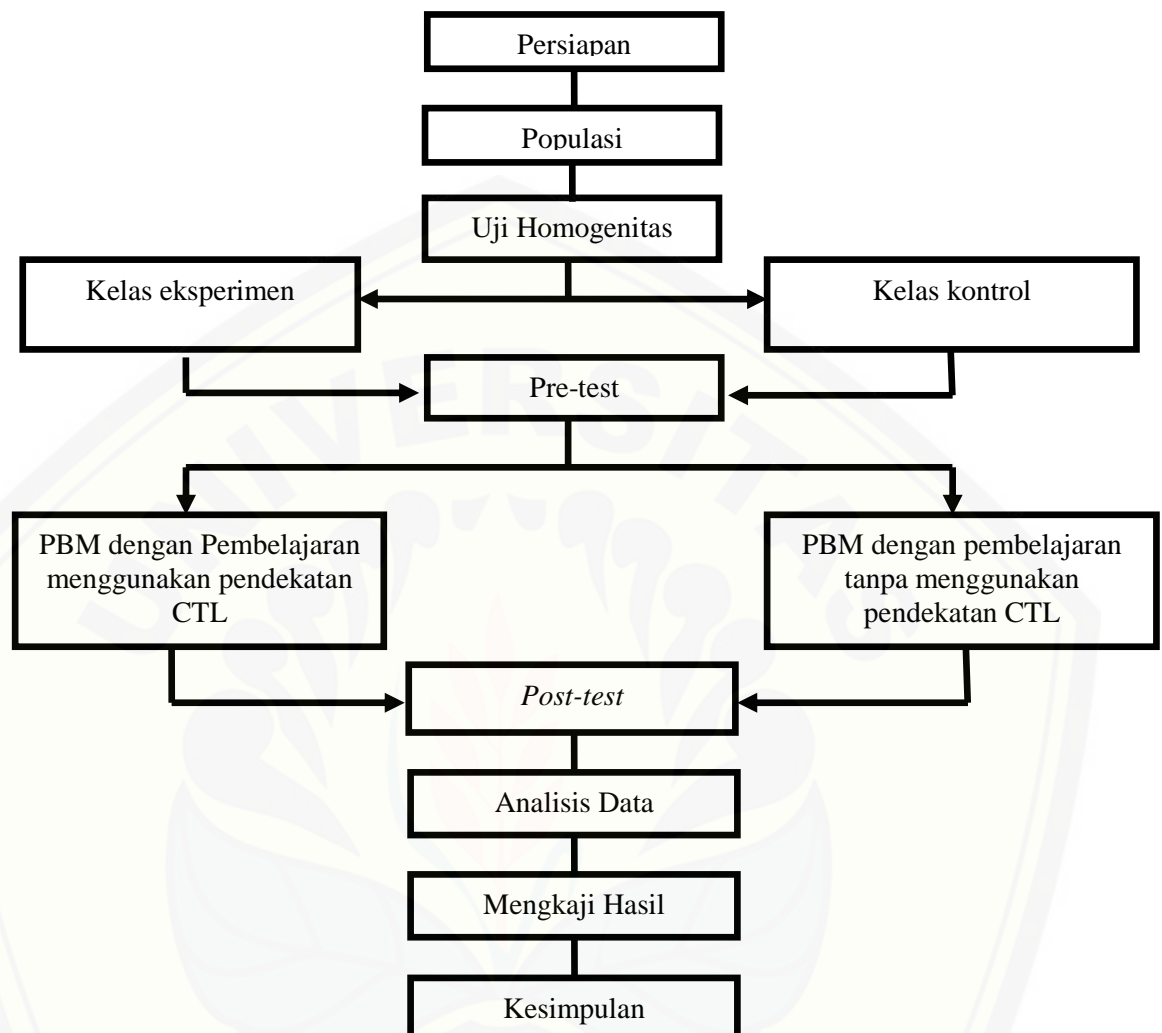 Persiapan
Populasi
Uji Homogenitas
Kelas eksperimen
Kelas kontrol
Pre-test
PBM dengan Pembelajaran
menggunakan pendekatan
CTL
PBM dengan pembelajaran
tanpa menggunakan
pendekatan CTL
Post-test
Analisis Data
Mengkaji Hasil
Kesimpulan
UNIVERSITAS